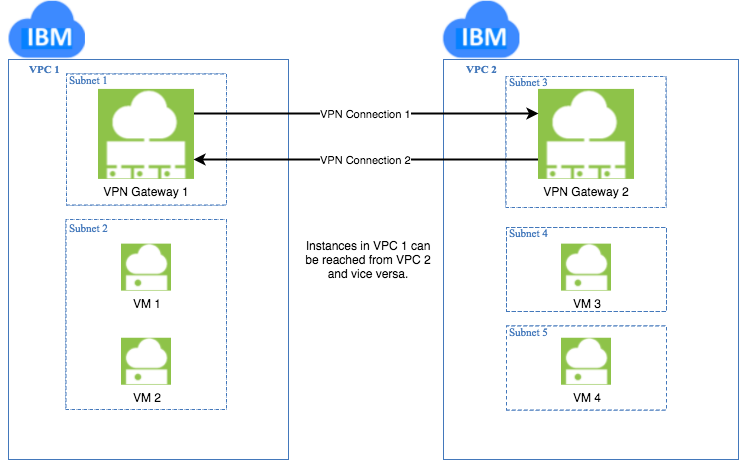 IBM
IBM
VPC 1
Subnet 1
VPN Gateway 1
Subnet 2
VM 1
VM 2
VPN Connection 1
VPN Connection 2
Instances in VPC 1 can
be reached from VPC 2
and vice versa.
VPC 2
Subnet 3
VPN Gateway 2
Subnet 4
VM 3
Subnet 5
VM 4